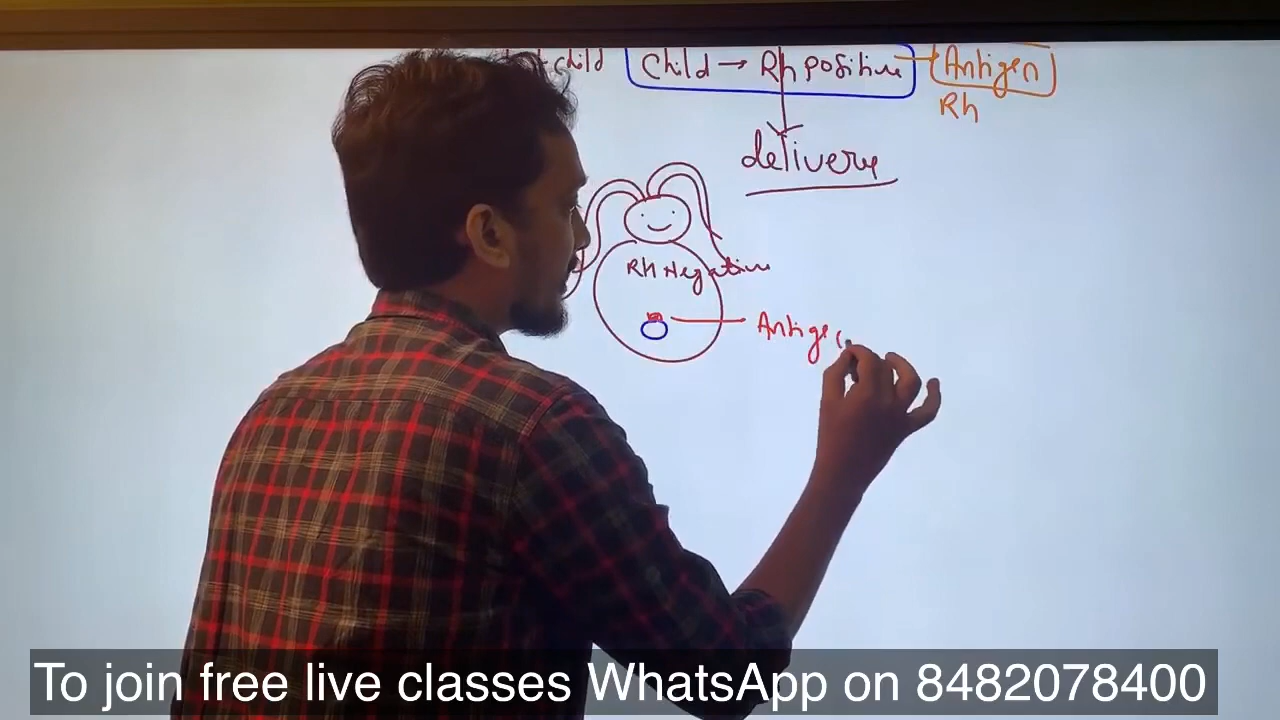 child Child → Rh positive → Antigen
Rh
delivery
Rh Negative
Antige
To join free live classes WhatsApp on 8482078400